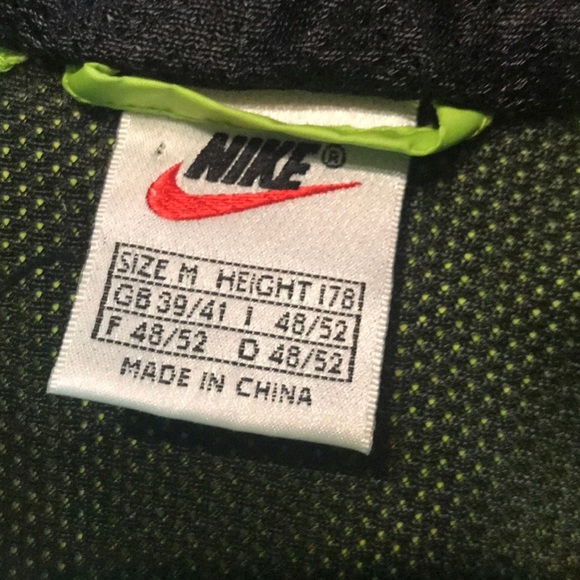 NIKE®
SIZE M HEIGHT 178
GB 39/41 I 48/52
F 48/52 D 48/52
MADE IN CHINA